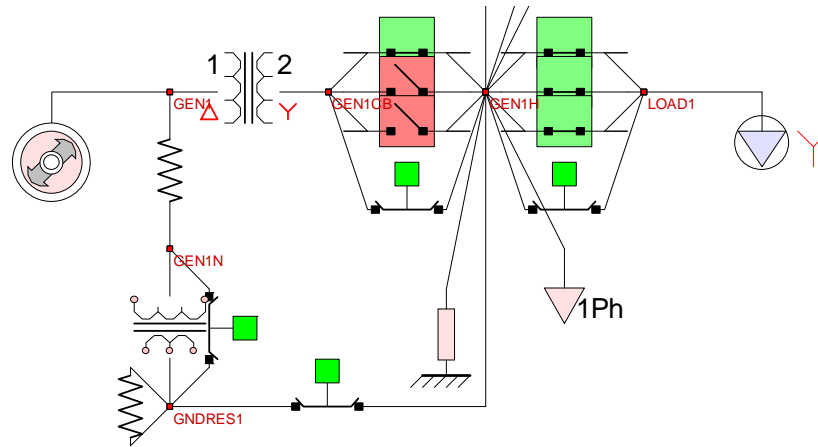 1 2
GEN1 GEN1CB GEN1H LOAD1
GEN1N
1Ph
GNDRES1